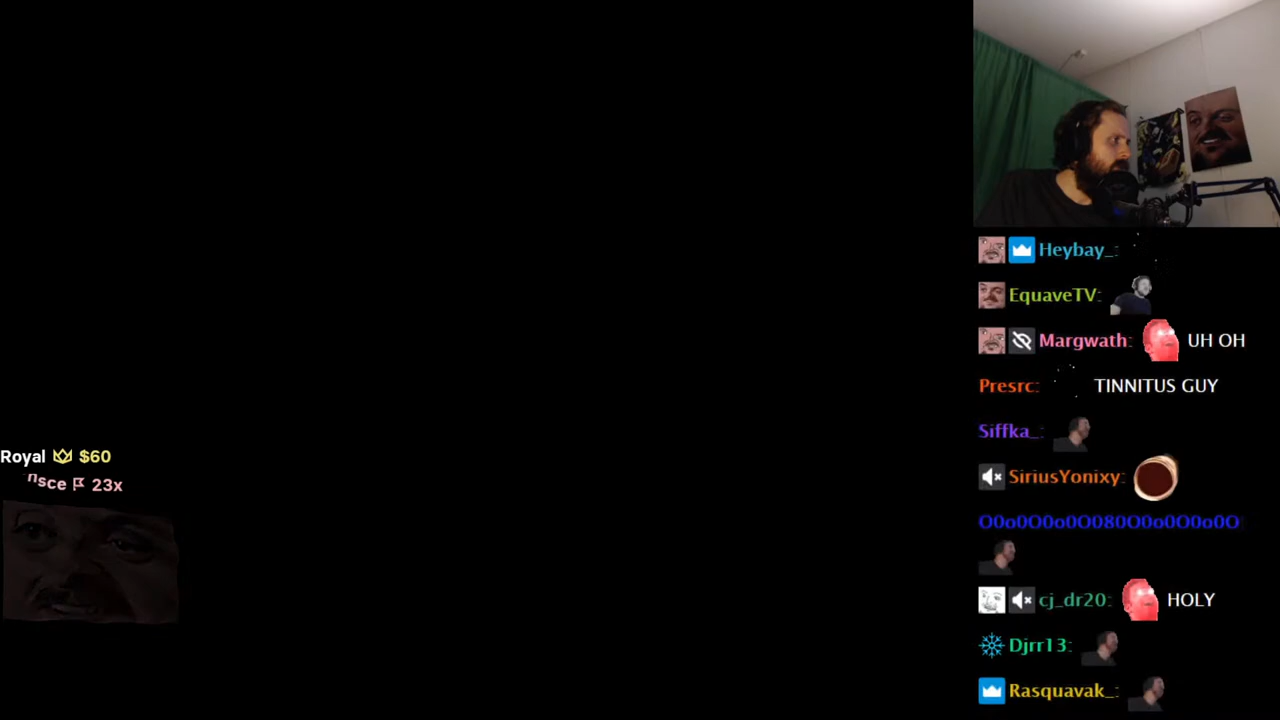 Heybay_:
EquaveTV:
Margwath: UH OH
Presrc: TINNITUS GUY
Siffka_:
SiriusYonixy:
O0o0O0o0O080O0o0O0o0O
cj_dr20: HOLY
Djrr13:
Rasquavak_:
Royal $60
nsce 23x